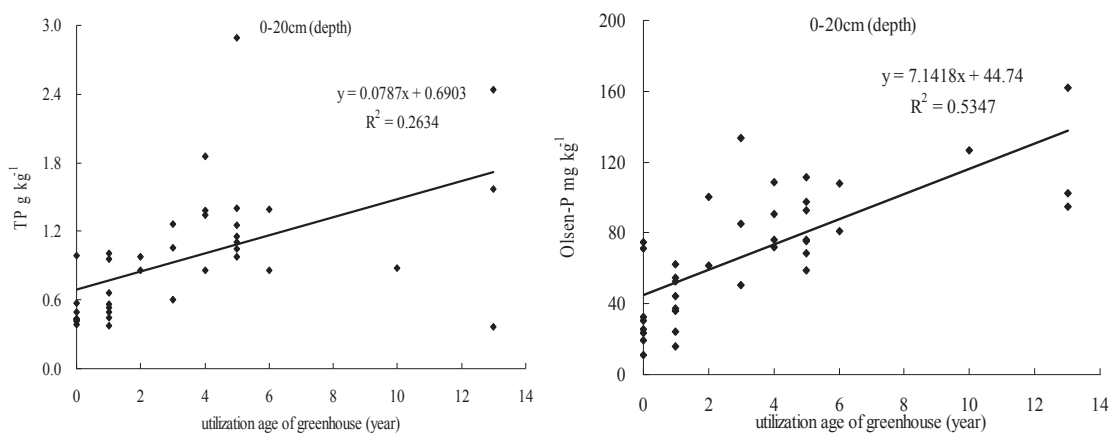 0-20cm (depth)
y = 0.0787x + 0.6903
R² = 0.2634
TP g kg⁻¹
3.0
2.4
1.8
1.2
0.6
0.0
0 2 4 6 8 10 12 14
utilization age of greenhouse (year)
0-20cm (depth)
y = 7.1418x + 44.74
R² = 0.5347
Olsen-P mg kg⁻¹
200
160
120
80
40
0
0 2 4 6 8 10 12 14
utilization age of greenhouse (year)